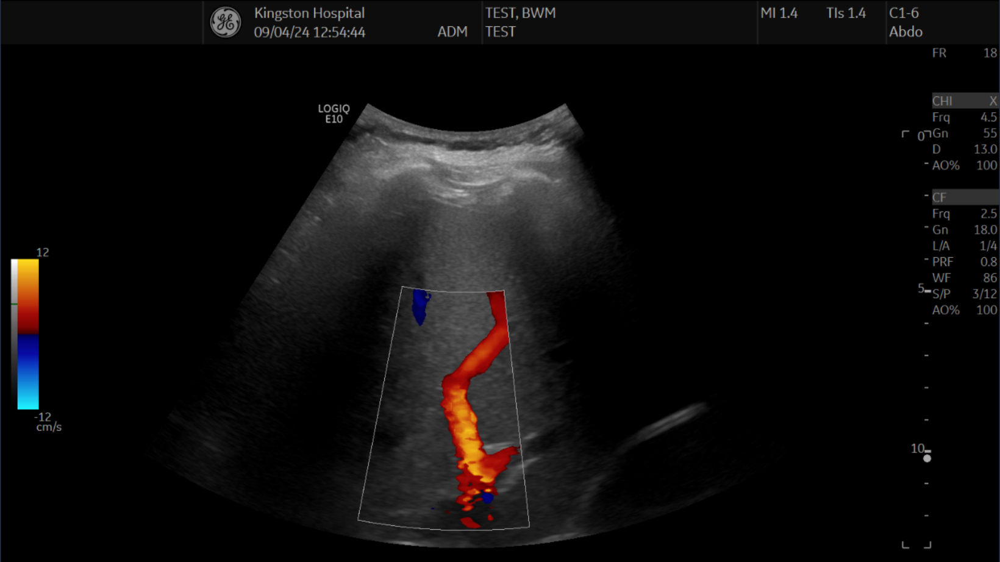 GE
Kingston Hospital
09/04/24 12:54:44 ADM
TEST, BWM
TEST
MI 1.4 TIs 1.4
C1-6
Abdo
LOGIQ
E10
FR 18
CHI X
Frq 4.5
Gn 55
D 13.0
AO% 100
CF
Frq 2.5
Gn 18.0
L/A 1/4
PRF 0.8
WF 86
S/P 3/12
AO% 100
0
5
10
12
-12
cm/s